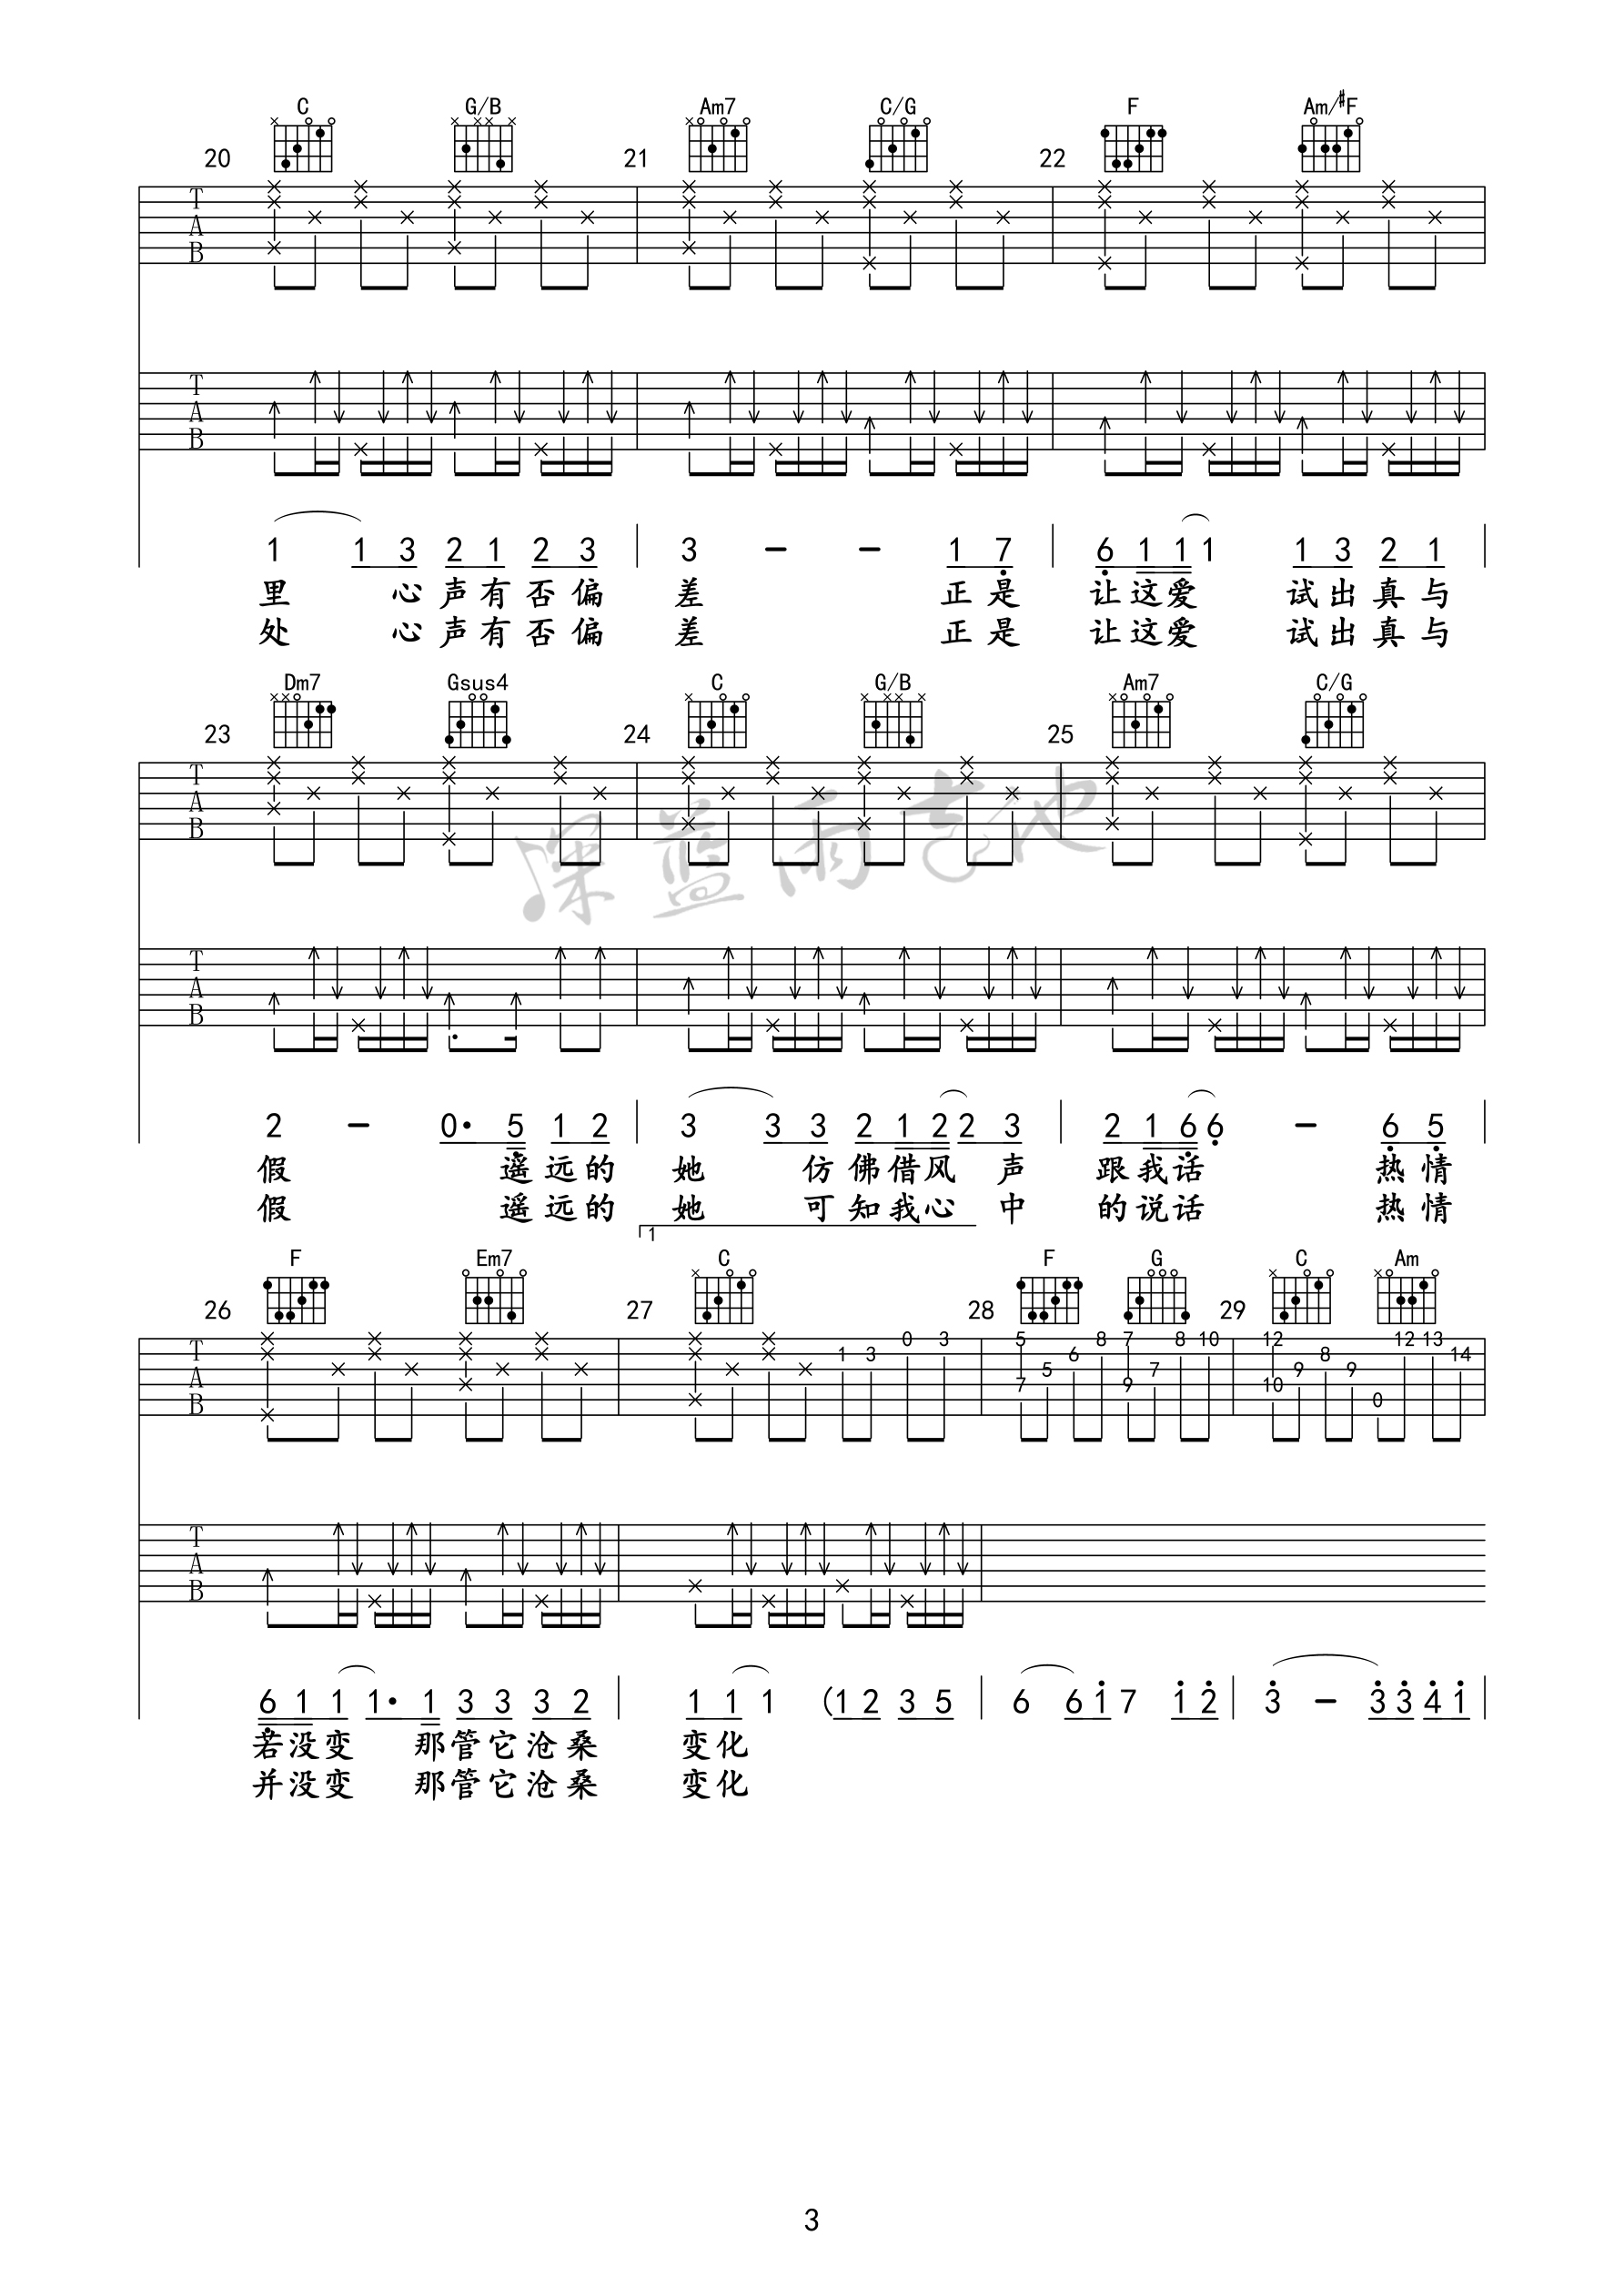 C G/B Am7 C/G F Am/#F
20 21 22
1 1 3 2 1 2 3 3 - - 1 7 6 1 1 1 1 3 2 1
里 心声有否偏 差 正是 让这爱 试出真与
处 心声有否偏 差 正是 让这爱 试出真与
Dm7 Gsus4 C G/B Am7 C/G
23 24 25
深蓝雨吉他
2 - 0· 5 1 2 3 3 3 2 1 2 2 3 2 1 6 6 - 6 5
假 遥远的 她 仿佛借风 声 跟我话 热情
假 遥远的 她 可知我心 中 的说话 热情
1
F Em7 C F G C Am
26 27 28 29
1 3 0 3 5 7 5 6 8 7 9 7 8 10 12 10 9 8 9 0 12 13 14
6 1 1 1· 1 3 3 3 2 1 1 1 (1 2 3 5 6 6 1 7 1 2 3 - 3 3 4 1
若没变 那管它沧桑 变化
并没变 那管它沧桑 变化
3